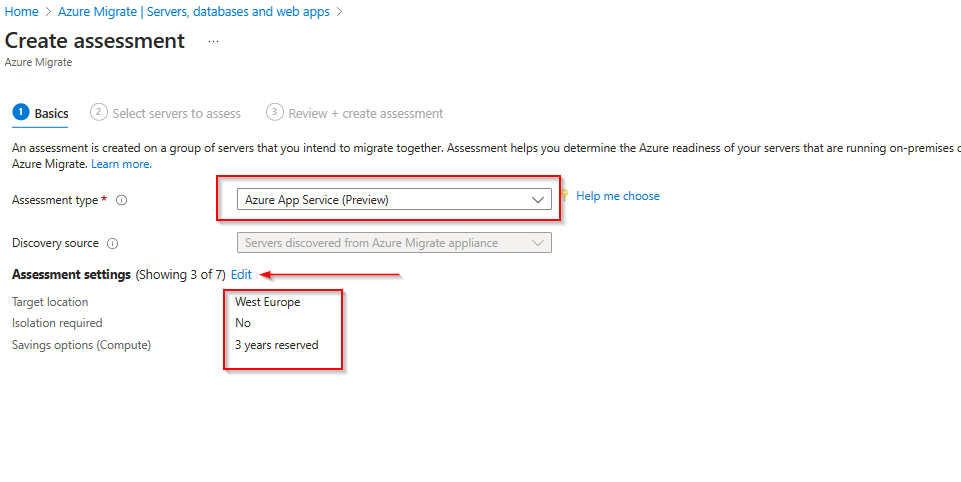 Home > Azure Migrate | Servers, databases and web apps >
Create assessment ...
Azure Migrate
1 Basics 2 Select servers to assess 3 Review + create assessment
An assessment is created on a group of servers that you intend to migrate together. Assessment helps you determine the Azure readiness of your servers that are running on-premises
Azure Migrate. Learn more.
Assessment type * Azure App Service (Preview) Help me choose
Discovery source Servers discovered from Azure Migrate appliance
Assessment settings (Showing 3 of 7) Edit
Target location West Europe
Isolation required No
Savings options (Compute) 3 years reserved